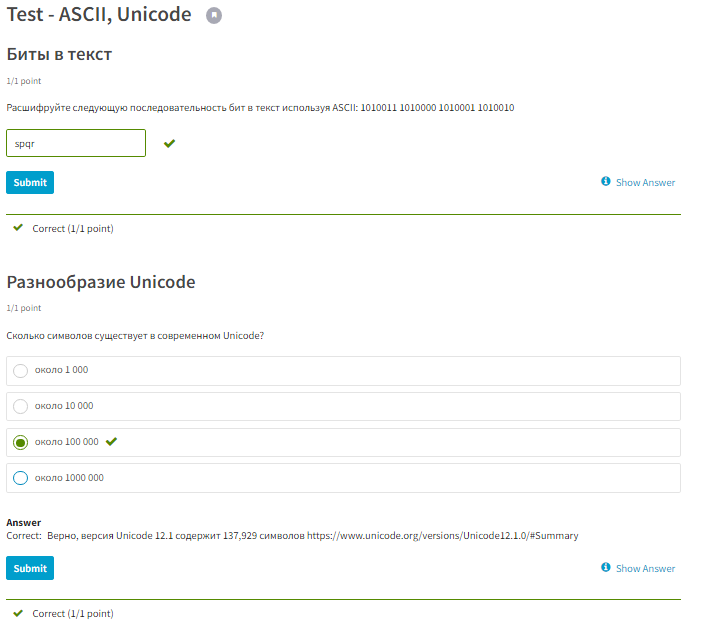 Test - ASCII, Unicode
Биты в текст
1/1 point
Расшифруйте следующую последовательность бит в текст используя ASCII: 1010011 1010000 1010001 1010010
spqr
Submit
Show Answer
Correct (1/1 point)
Разнообразие Unicode
1/1 point
Сколько символов существует в современном Unicode?
около 1 000
около 10 000
около 100 000
около 1000 000
Answer
Correct: Верно, версия Unicode 12.1 содержит 137,929 символов https://www.unicode.org/versions/Unicode12.1.0/#Summary
Submit
Show Answer
Correct (1/1 point)